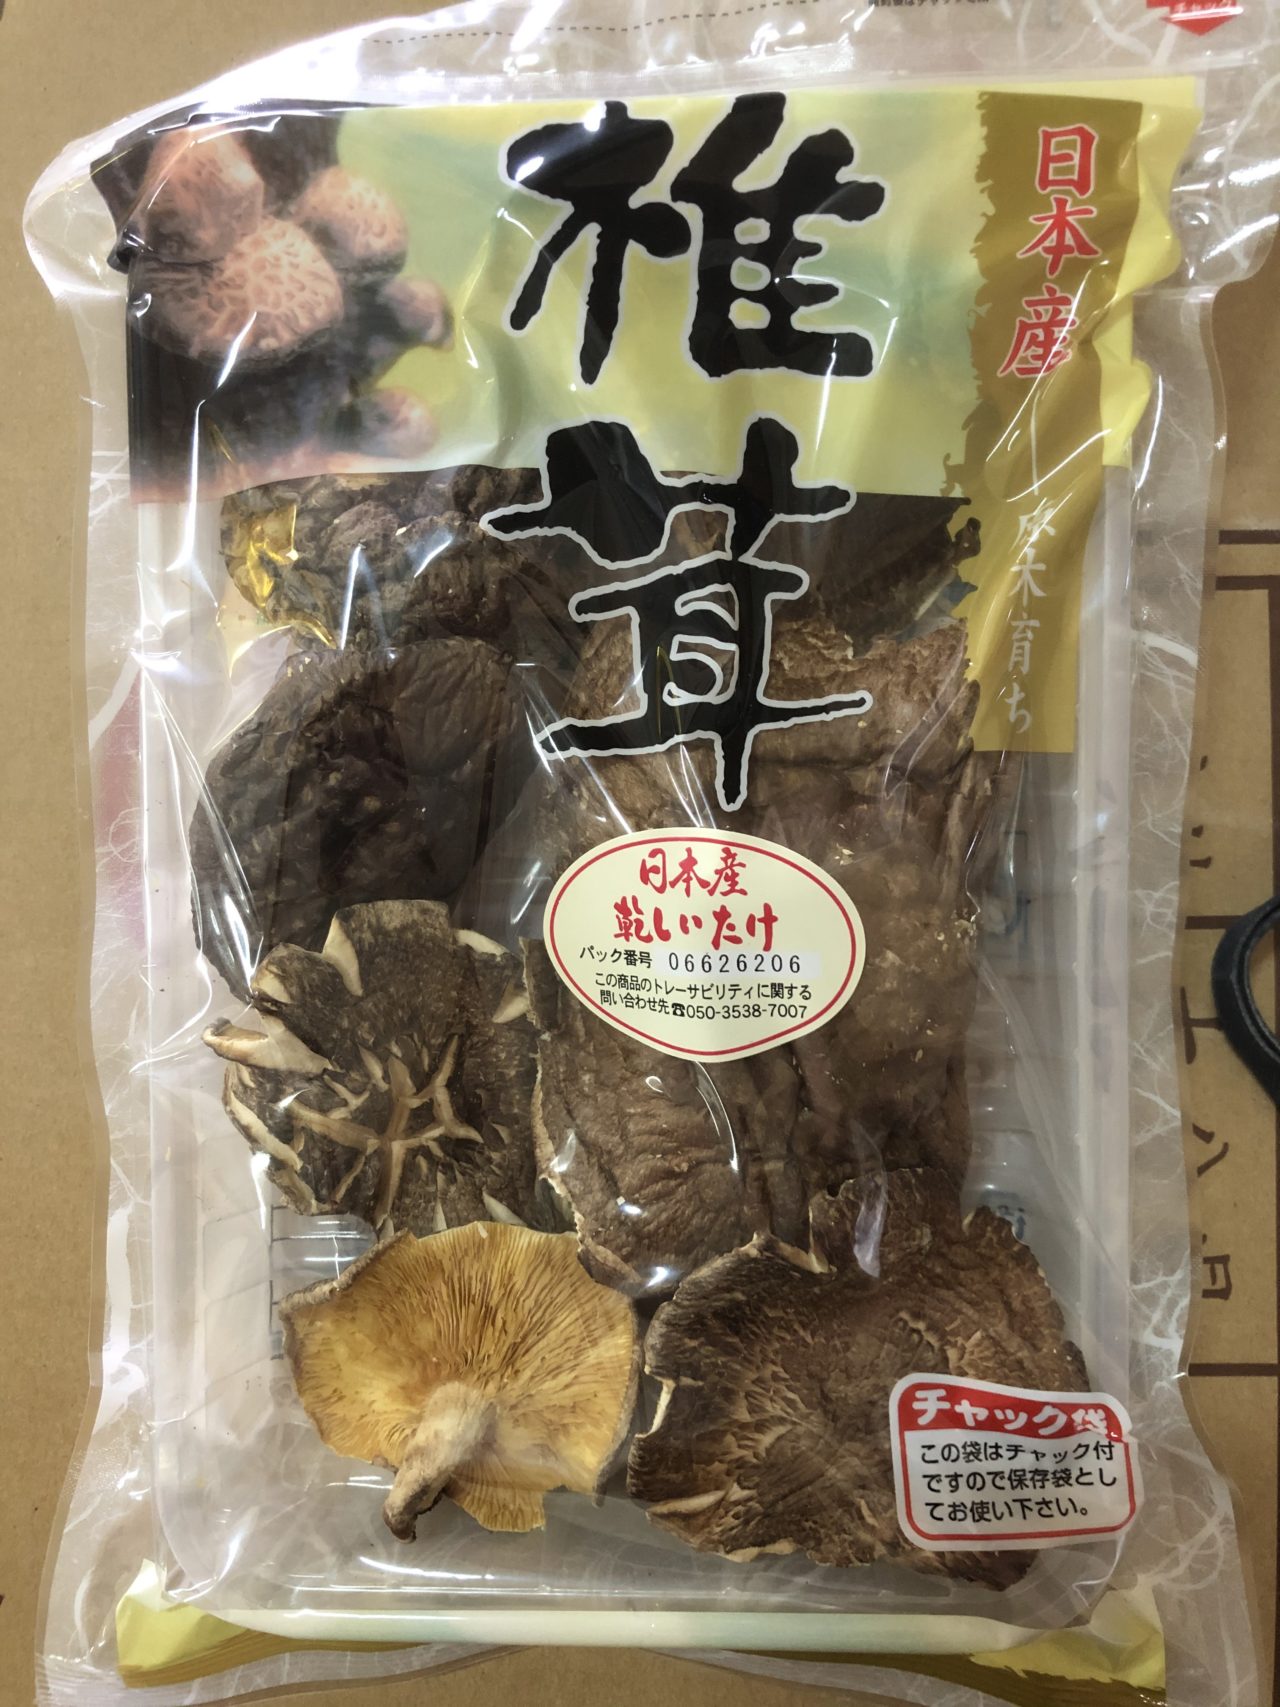 日本産
原木育ち
椎茸
日本産
乾しいたけ
パック番号 06626206
この商品のトレーサビリティに関する
問い合わせ先☎050-3538-7007
チャック袋
この袋はチャック付
ですので保存袋とし
てお使い下さい。
チャック